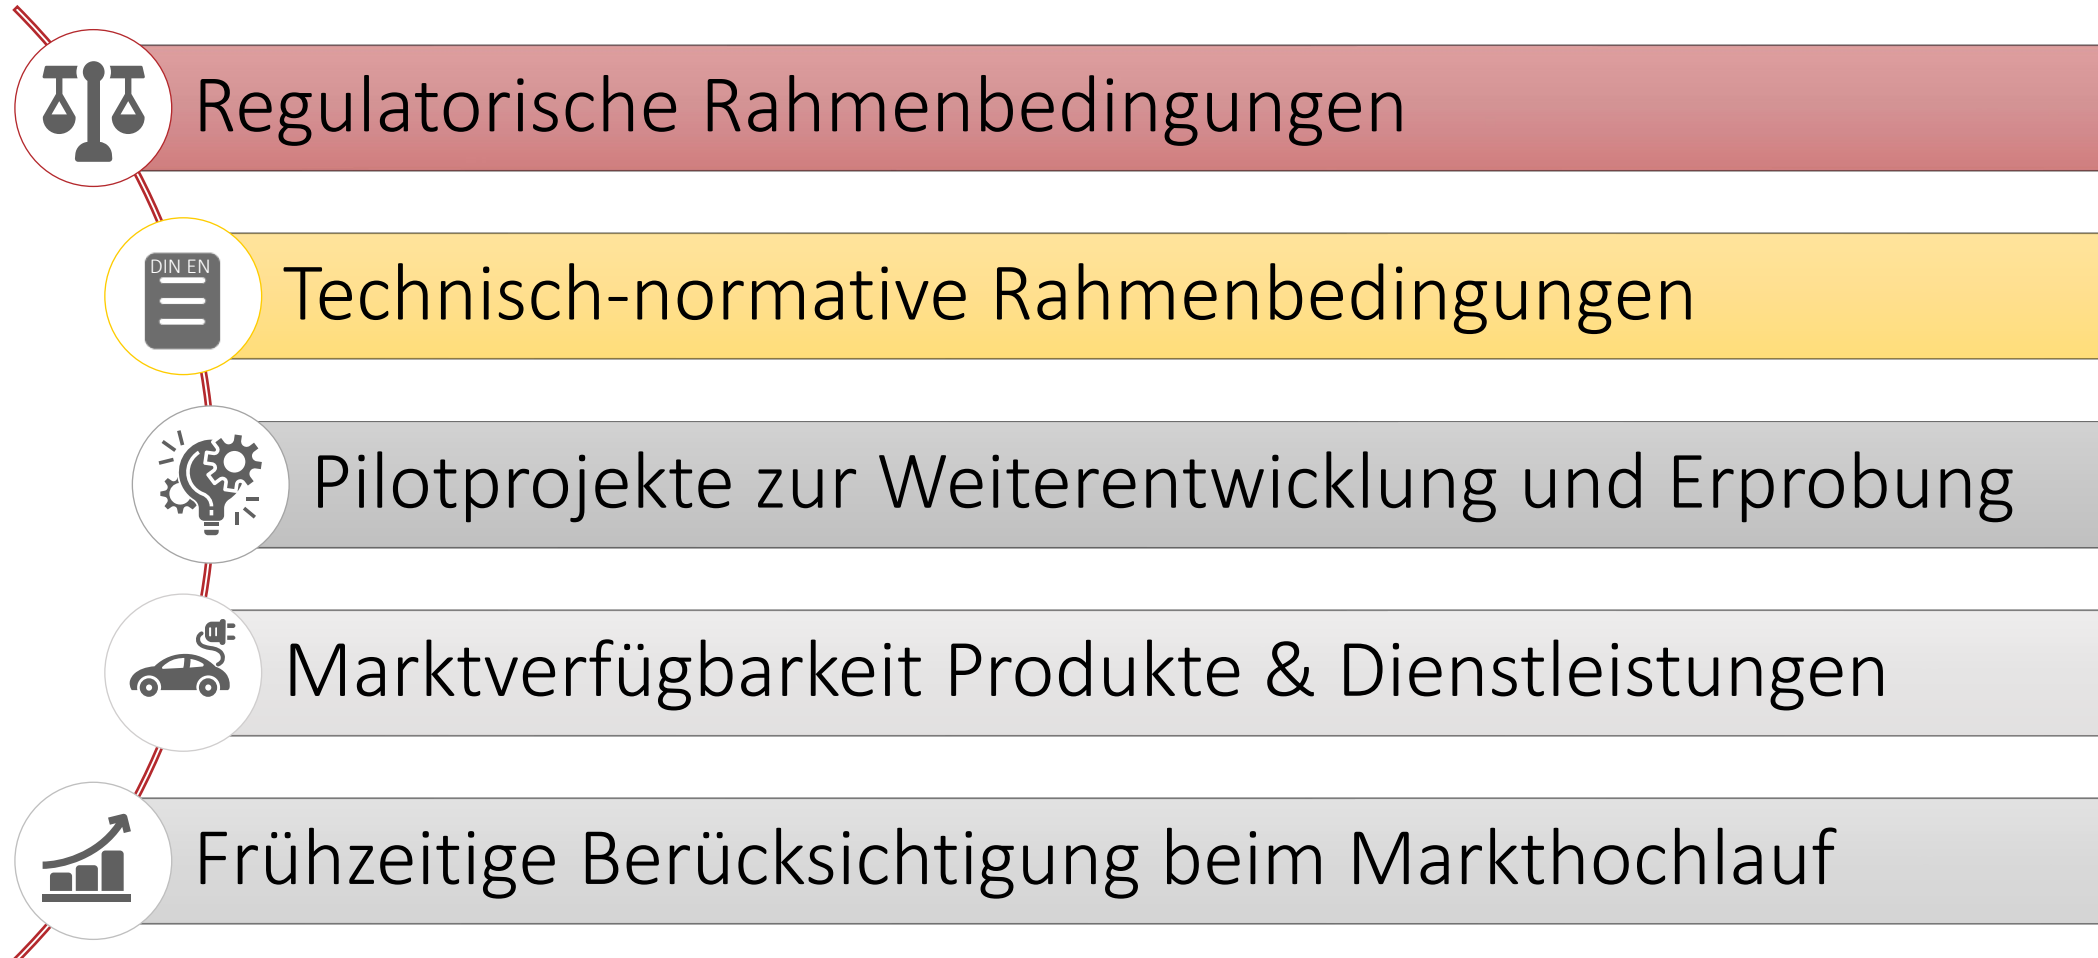 Regulatorische Rahmenbedingungen
DIN EN
Technisch-normative Rahmenbedingungen
Pilotprojekte zur Weiterentwicklung und Erprobung
Marktverfügbarkeit Produkte & Dienstleistungen
Frühzeitige Berücksichtigung beim Markthochlauf